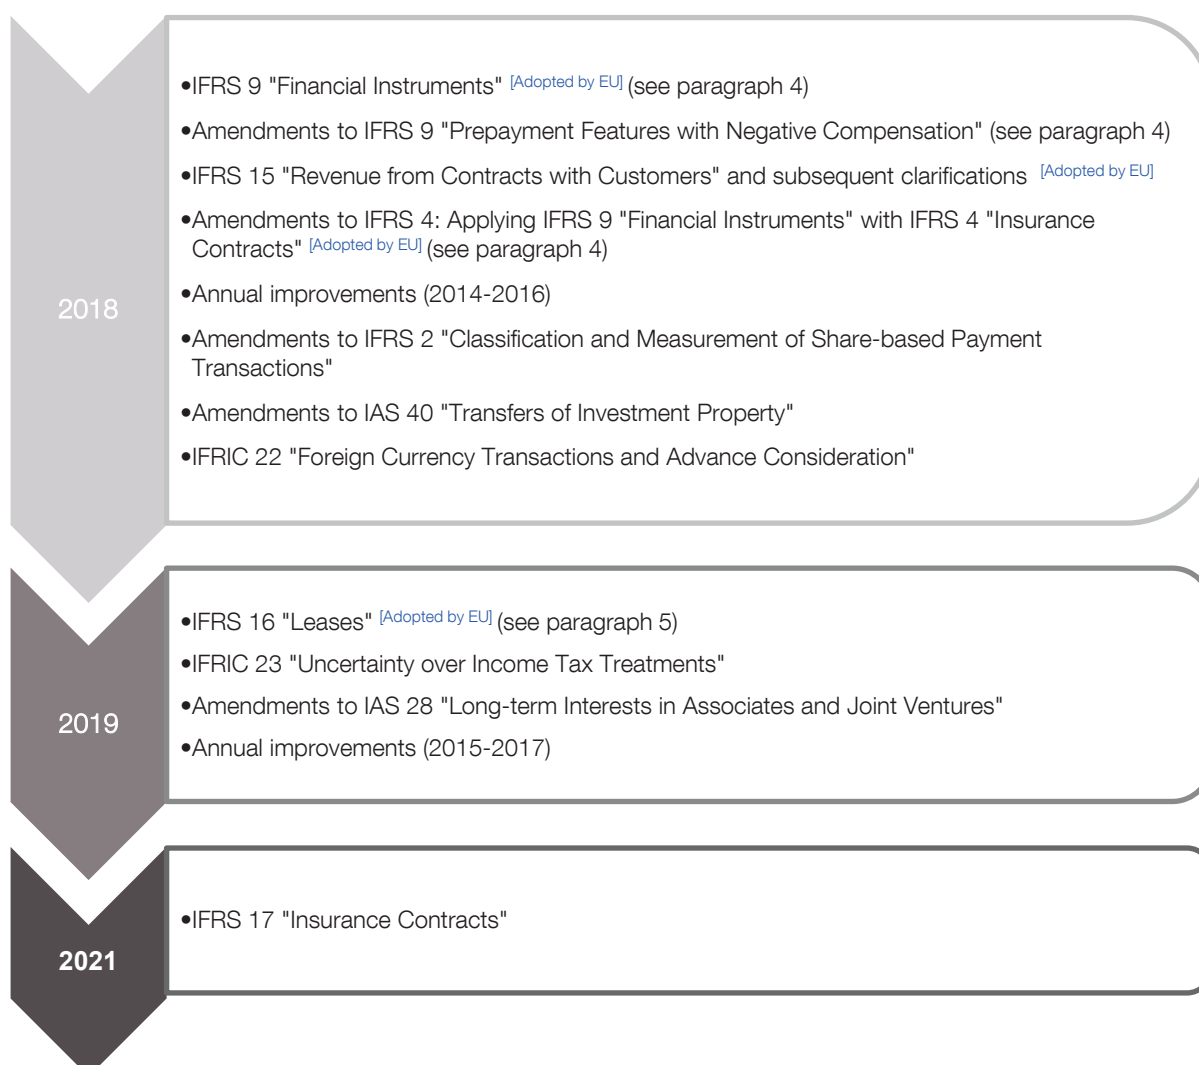 2018
•IFRS 9 "Financial Instruments" [Adopted by EU] (see paragraph 4)
•Amendments to IFRS 9 "Prepayment Features with Negative Compensation" (see paragraph 4)
•IFRS 15 "Revenue from Contracts with Customers" and subsequent clarifications [Adopted by EU]
•Amendments to IFRS 4: Applying IFRS 9 "Financial Instruments" with IFRS 4 "Insurance
Contracts" [Adopted by EU] (see paragraph 4)
•Annual improvements (2014-2016)
•Amendments to IFRS 2 "Classification and Measurement of Share-based Payment
Transactions"
•Amendments to IAS 40 "Transfers of Investment Property"
•IFRIC 22 "Foreign Currency Transactions and Advance Consideration"
2019
•IFRS 16 "Leases" [Adopted by EU] (see paragraph 5)
•IFRIC 23 "Uncertainty over Income Tax Treatments"
•Amendments to IAS 28 "Long-term Interests in Associates and Joint Ventures"
•Annual improvements (2015-2017)
2021
•IFRS 17 "Insurance Contracts"